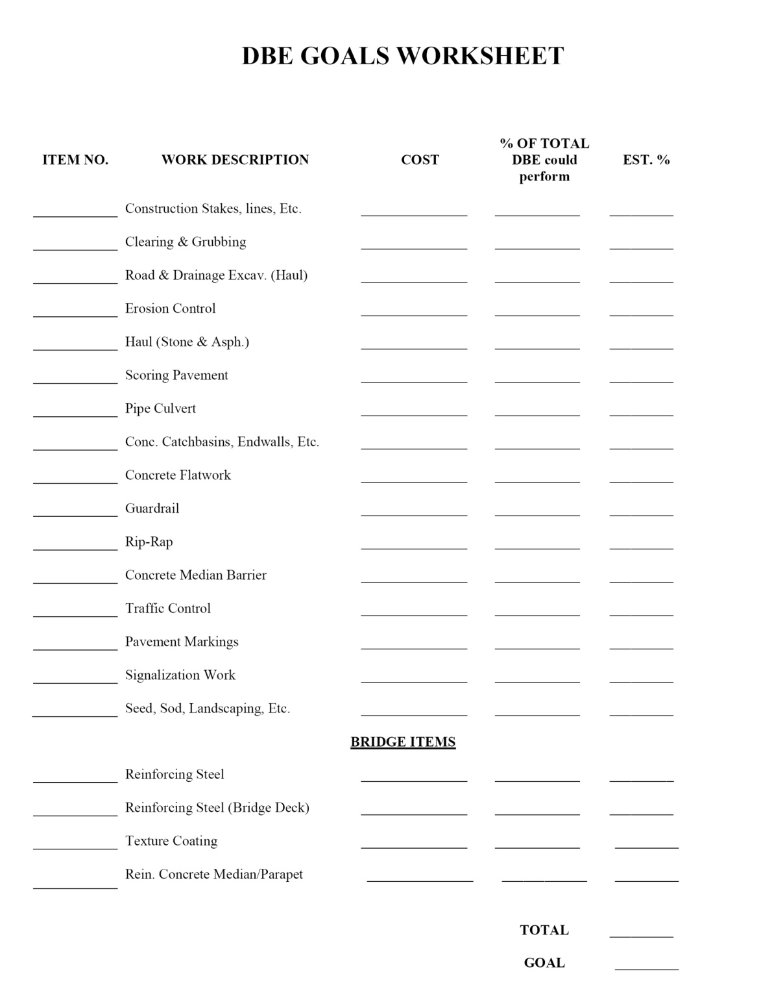 DBE GOALS WORKSHEET
ITEM NO. WORK DESCRIPTION COST % OF TOTAL DBE could perform EST. %
Construction Stakes, lines, Etc.
Clearing & Grubbing
Road & Drainage Excav. (Haul)
Erosion Control
Haul (Stone & Asph.)
Scoring Pavement
Pipe Culvert
Conc. Catchbasins, Endwalls, Etc.
Concrete Flatwork
Guardrail
Rip-Rap
Concrete Median Barrier
Traffic Control
Pavement Markings
Signalization Work
Seed, Sod, Landscaping, Etc.
BRIDGE ITEMS
Reinforcing Steel
Reinforcing Steel (Bridge Deck)
Texture Coating
Rein. Concrete Median/Parapet
TOTAL
GOAL